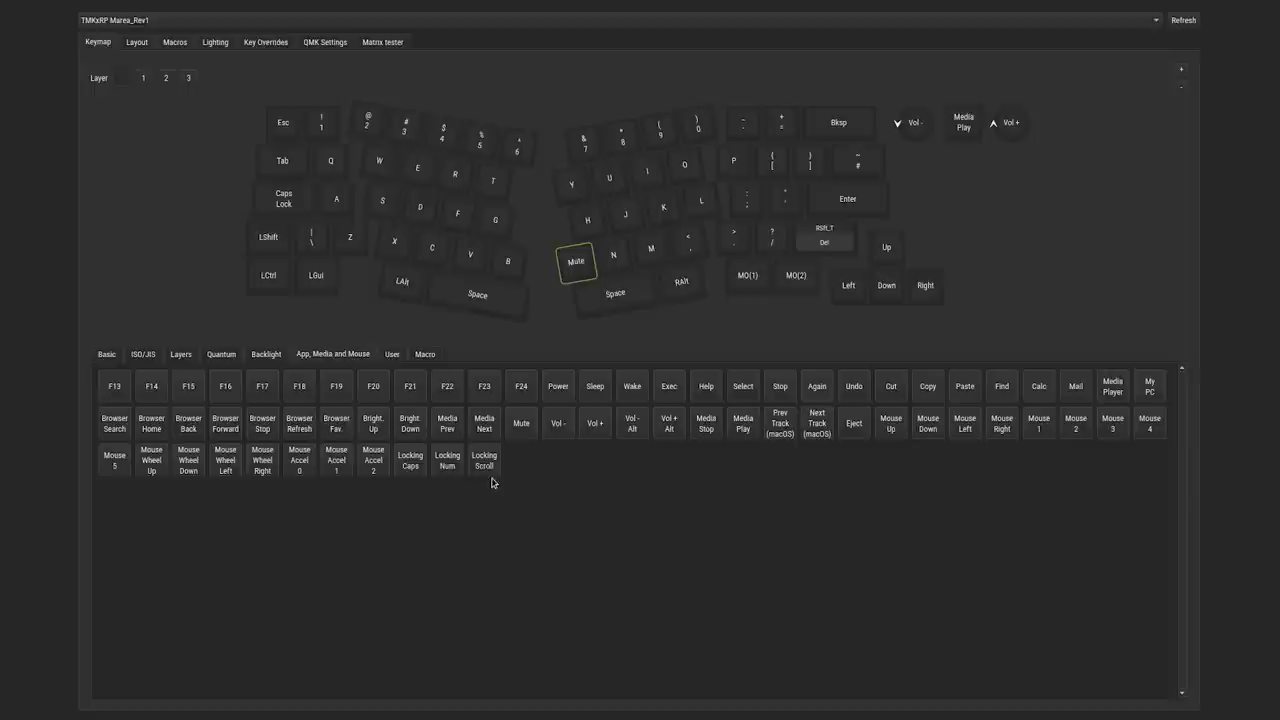 TMKxRP Marea_Rev1
Refresh
Keymap Layout Macros Lighting Key Overrides QMK Settings Matrix tester
Layer 1 2 3
+
-
Esc ! 1 @ 2 # 3 $ 4 % 5 ^ 6 & 7 * 8 ( 9 ) 0 - + = Bksp Vol - Media Play Vol +
Tab Q W E R T Y U I O P { [ } ] ~ # 
Caps Lock A S D F G H J K L : ; " ' Enter
LShift | \ Z X C V B Mute N M < , > . ? / RSft_T Del Up
LCtrl LGui LAlt Space Space RAlt MO(1) MO(2) Left Down Right
Basic ISO/JIS Layers Quantum Backlight App, Media and Mouse User Macro
F13 F14 F15 F16 F17 F18 F19 F20 F21 F22 F23 F24 Power Sleep Wake Exec Help Select Stop Again Undo Cut Copy Paste Find Calc Mail Media Player My PC
Browser Search Browser Home Browser Back Browser Forward Browser Stop Browser Refresh Browser Fav. Bright. Up Bright. Down Media Prev Media Next Mute Vol - Vol + Vol - Alt Vol + Alt Media Stop Media Play Prev Track (macOS) Next Track (macOS) Eject Mouse Up Mouse Down Mouse Left Mouse Right Mouse 1 Mouse 2 Mouse 3 Mouse 4
Mouse 5 Mouse Wheel Up Mouse Wheel Down Mouse Wheel Left Mouse Wheel Right Mouse Accel 0 Mouse Accel 1 Mouse Accel 2 Locking Caps Locking Num Locking Scroll